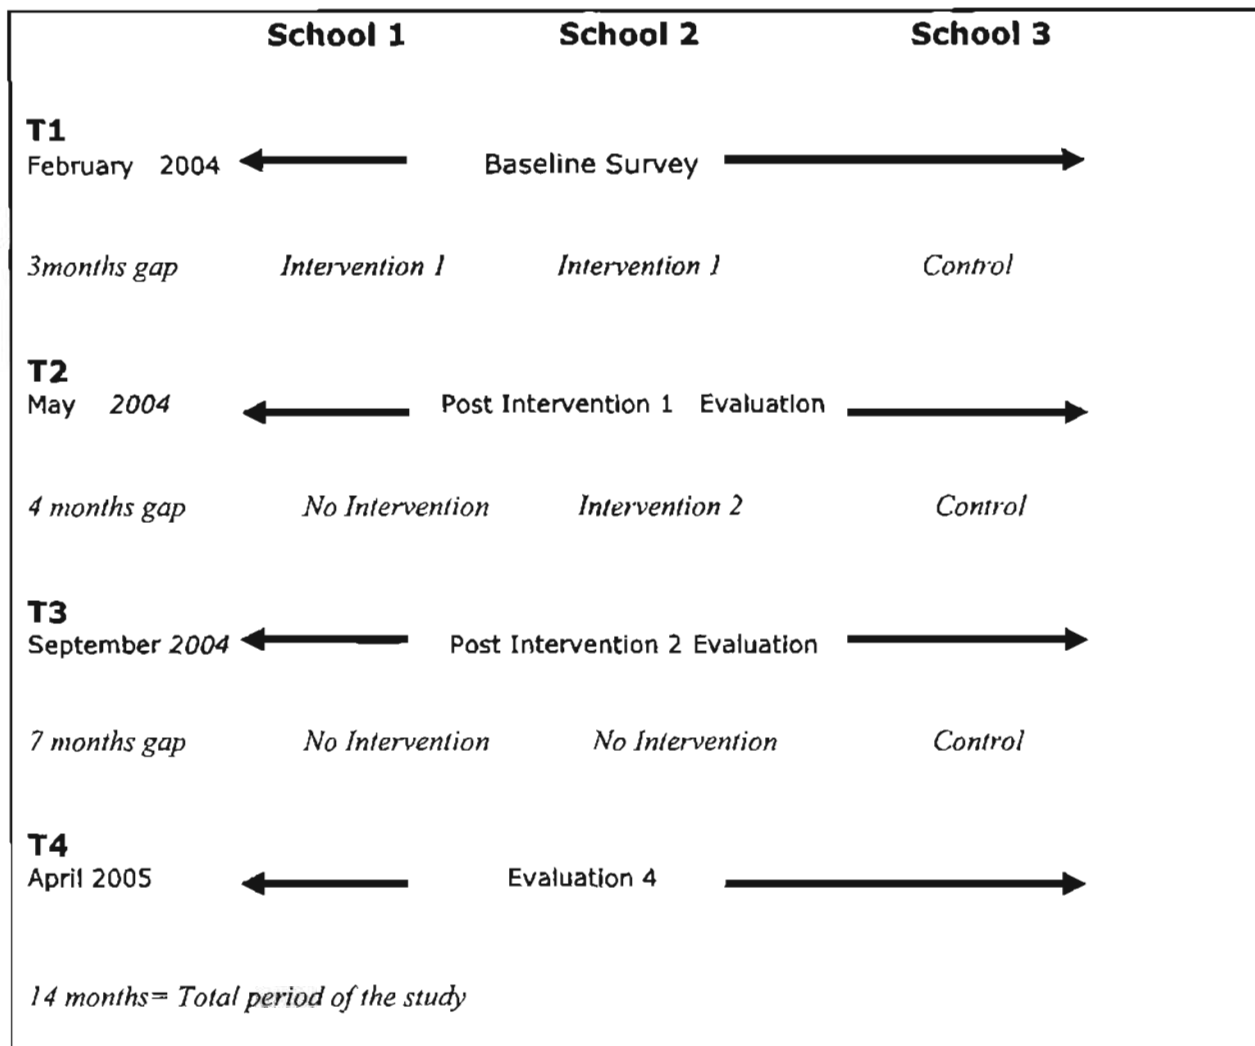 School 1 School 2 School 3
T1
February 2004 Baseline Survey
3months gap Intervention 1 Intervention 1 Control
T2
May 2004 Post Intervention 1 Evaluation
4 months gap No Intervention Intervention 2 Control
T3
September 2004 Post Intervention 2 Evaluation
7 months gap No Intervention No Intervention Control
T4
April 2005 Evaluation 4
14 months= Total period of the study